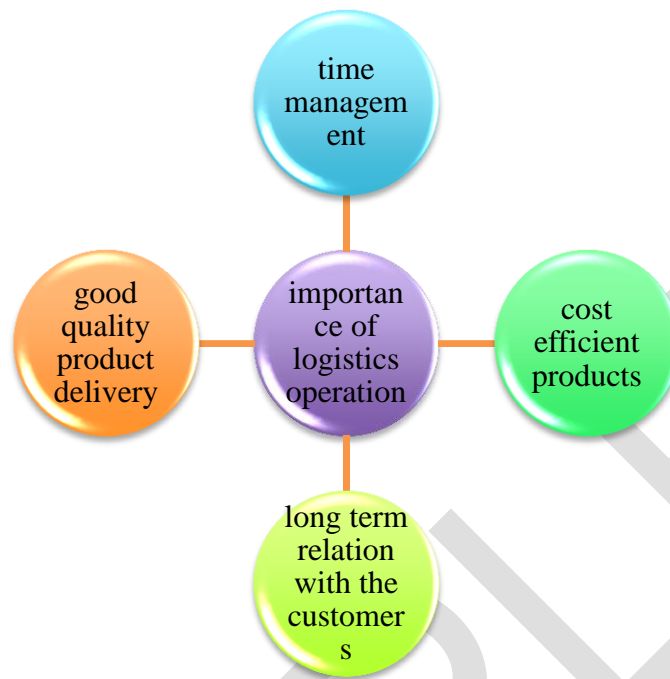 time
managem
ent
good
quality
product
delivery
importan
ce of
logistics
operation
cost
efficient
products
long term
relation
with the
customer
s